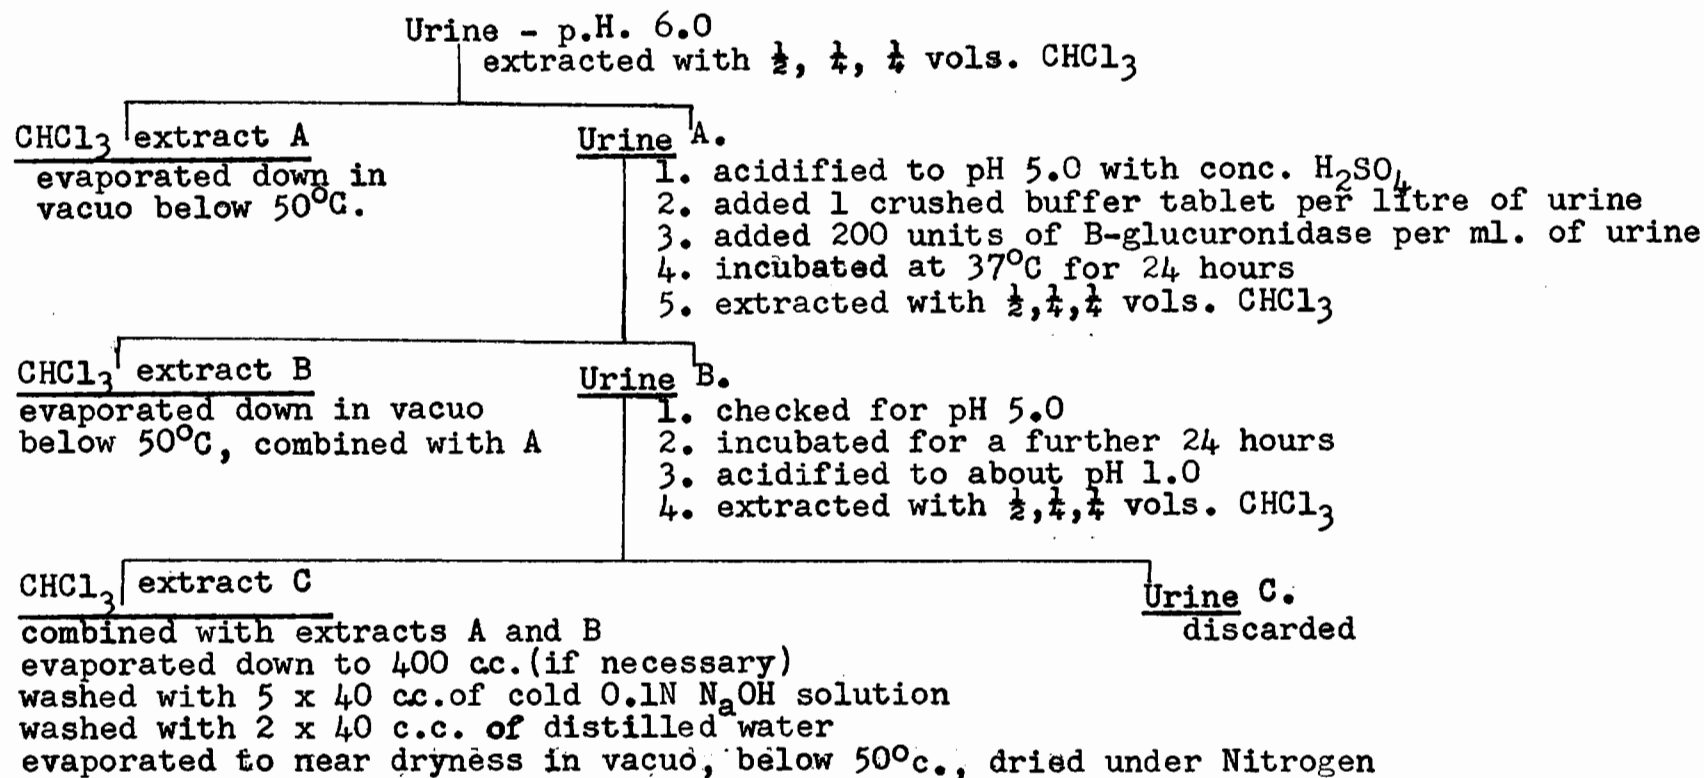 Urine - p.H. 6.0
extracted with ½, ¼, ¼ vols. CHCl₃
CHCl₃ extract A
evaporated down in
vacuo below 50°C.
Urine A.
1. acidified to pH 5.0 with conc. H₂SO₄
2. added 1 crushed buffer tablet per litre of urine
3. added 200 units of B-glucuronidase per ml. of urine
4. incubated at 37°C for 24 hours
5. extracted with ½,¼,¼ vols. CHCl₃
CHCl₃ extract B
evaporated down in vacuo
below 50°C, combined with A
Urine B.
1. checked for pH 5.0
2. incubated for a further 24 hours
3. acidified to about pH 1.0
4. extracted with ½,¼,¼ vols. CHCl₃
CHCl₃ extract C
combined with extracts A and B
evaporated down to 400 c.c.(if necessary)
washed with 5 x 40 c.c.of cold 0.1N NaOH solution
washed with 2 x 40 c.c. of distilled water
evaporated to near dryness in vacuo, below 50°c., dried under Nitrogen
Urine C.
discarded